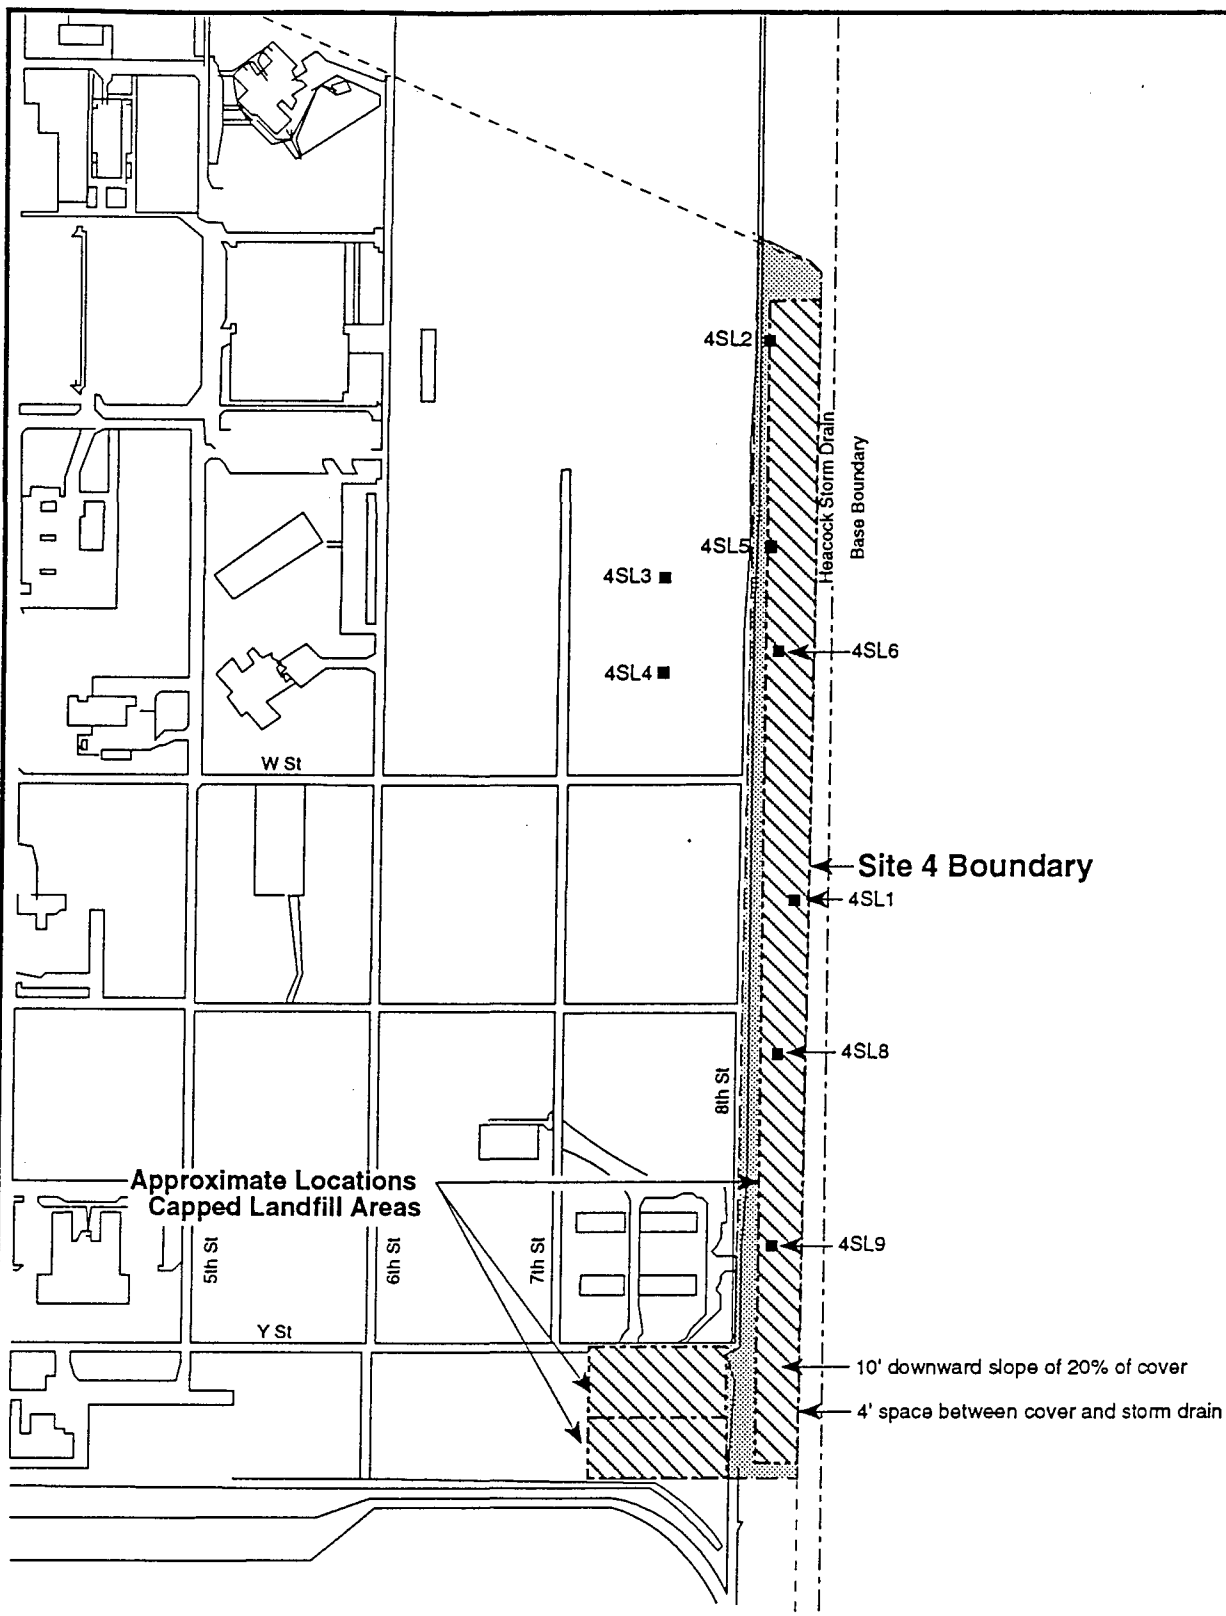 4SL2
Heacock Storm Drain
Base Boundary
4SL5
4SL3
4SL6
4SL4
W St
Site 4 Boundary
4SL1
4SL8
8th St
Approximate Locations
Capped Landfill Areas
5th St
6th St
7th St
4SL9
Y St
10' downward slope of 20% of cover
4' space between cover and storm drain